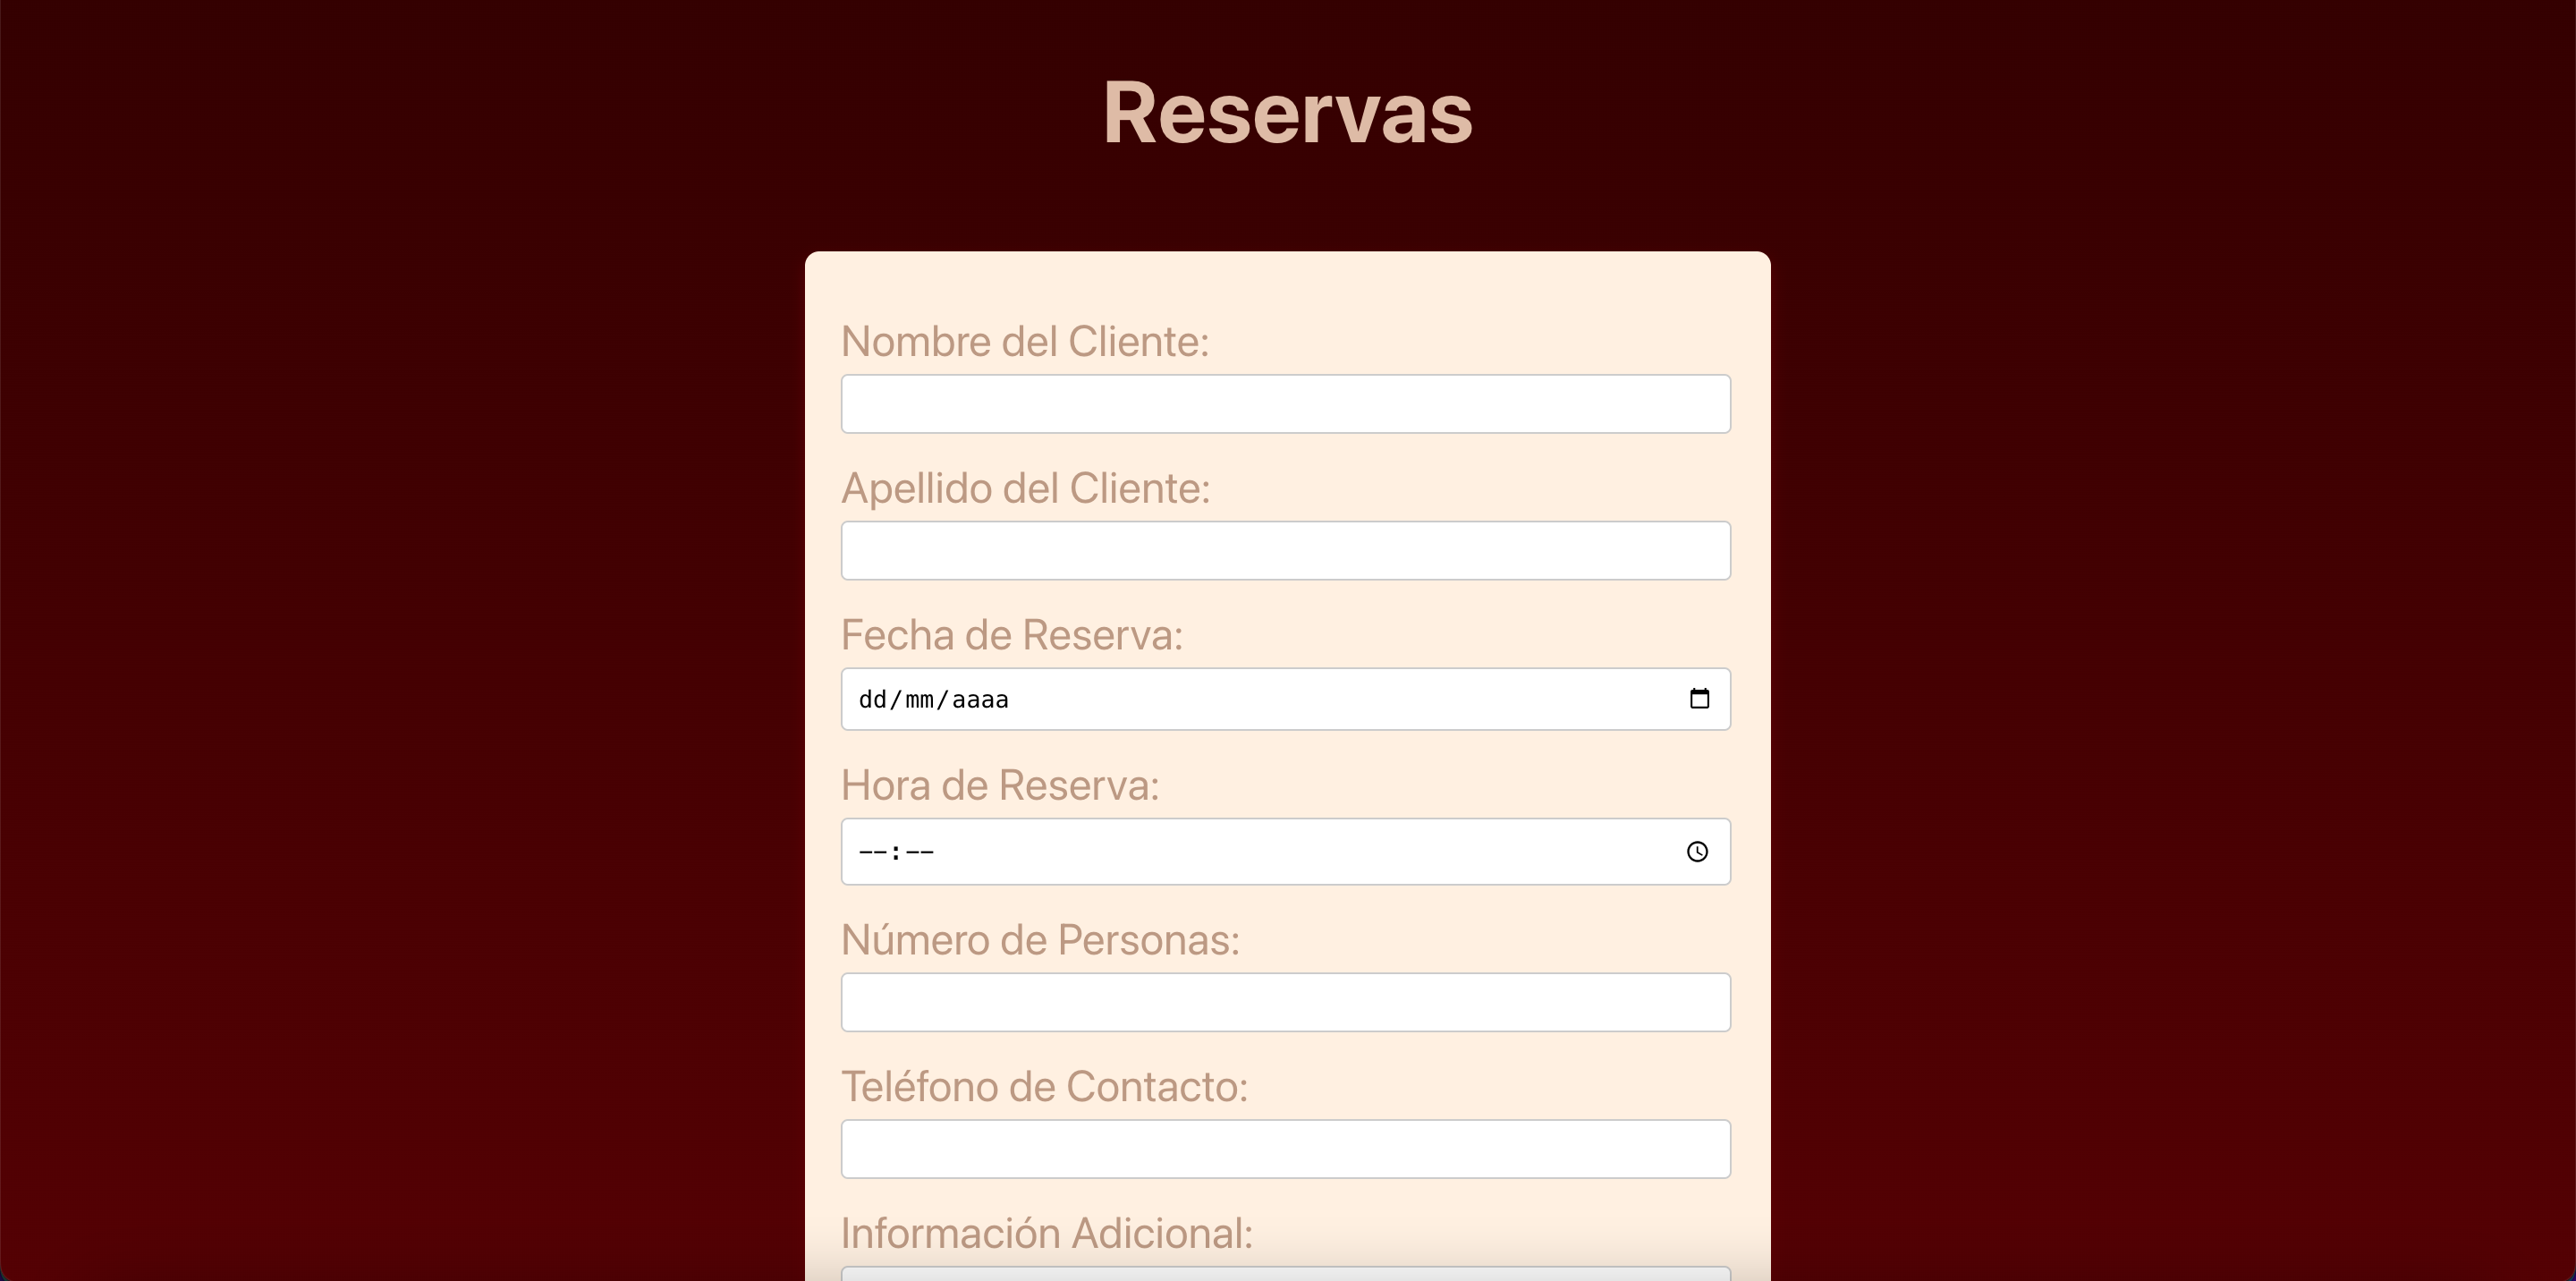 Reservas
Nombre del Cliente:
Apellido del Cliente:
Fecha de Reserva:
dd/mm/aaaa
Hora de Reserva:
--:--
Número de Personas:
Teléfono de Contacto:
Información Adicional: